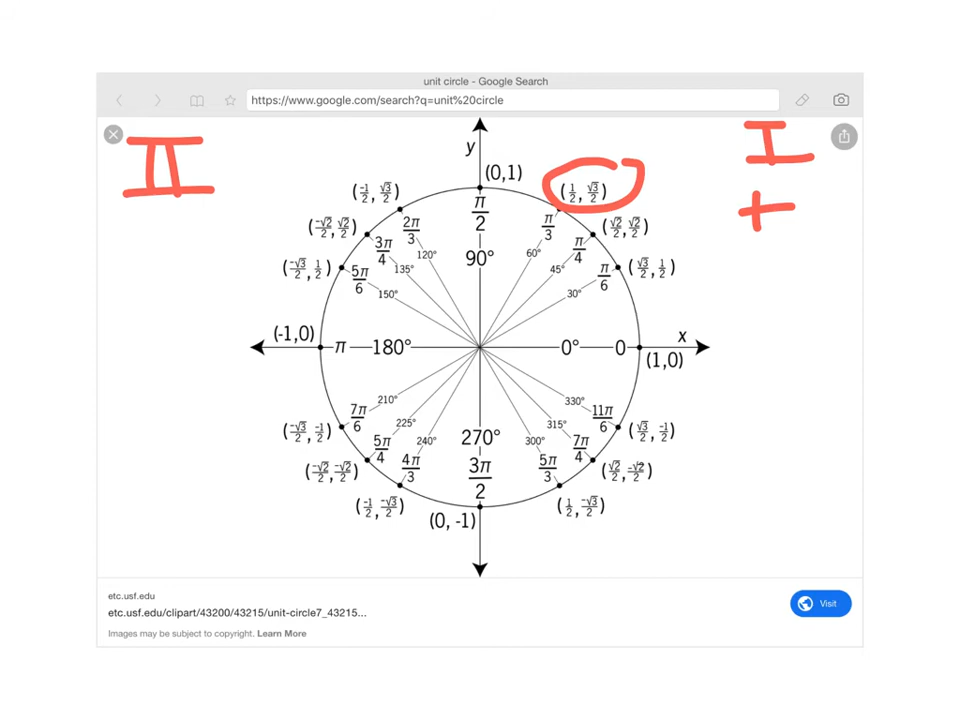 unit circle - Google Search
https://www.google.com/search?q=unit%20circle
II
I
+
y
(0,1)
(-1/2, √3/2)
(1/2, √3/2)
(-√2/2, √2/2)
2π/3
π/2
π/3
(√2/2, √2/2)
3π/4
120°
90°
60°
π/4
(-√3/2, 1/2)
5π/6
135°
45°
π/6
(√3/2, 1/2)
150°
30°
(-1,0)
π
180°
0°
0
x
(1,0)
210°
330°
7π/6
225°
315°
11π/6
(-√3/2, -1/2)
5π/4
240°
270°
300°
7π/4
(√3/2, -1/2)
(-√2/2, -√2/2)
4π/3
3π/2
5π/3
(√2/2, -√2/2)
(-1/2, -√3/2)
(0, -1)
(1/2, -√3/2)
etc.usf.edu
etc.usf.edu/clipart/43200/43215/unit-circle7_43215...
Visit
Images may be subject to copyright. Learn More